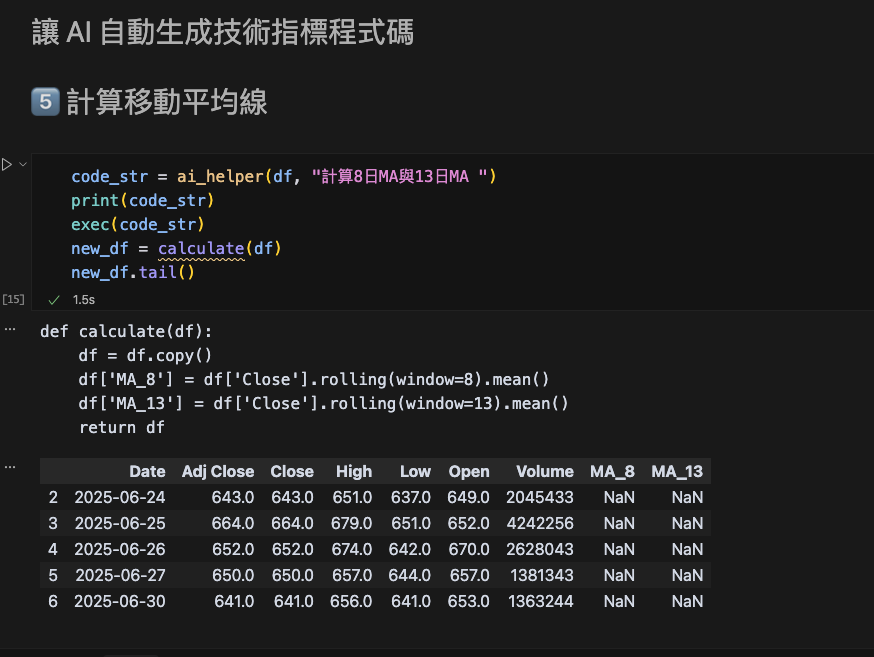 讓 AI 自動生成技術指標程式碼
5 計算移動平均線
code_str = ai_helper(df, "計算8日MA與13日MA ")
print(code_str)
exec(code_str)
new_df = calculate(df)
new_df.tail()
[15] ✓ 1.5s
... def calculate(df):
    df = df.copy()
    df['MA_8'] = df['Close'].rolling(window=8).mean()
    df['MA_13'] = df['Close'].rolling(window=13).mean()
    return df
...
Date Adj Close Close High Low Open Volume MA_8 MA_13
2 2025-06-24 643.0 643.0 651.0 637.0 649.0 2045433 NaN NaN
3 2025-06-25 664.0 664.0 679.0 651.0 652.0 4242256 NaN NaN
4 2025-06-26 652.0 652.0 674.0 642.0 670.0 2628043 NaN NaN
5 2025-06-27 650.0 650.0 657.0 644.0 657.0 1381343 NaN NaN
6 2025-06-30 641.0 641.0 656.0 641.0 653.0 1363244 NaN NaN